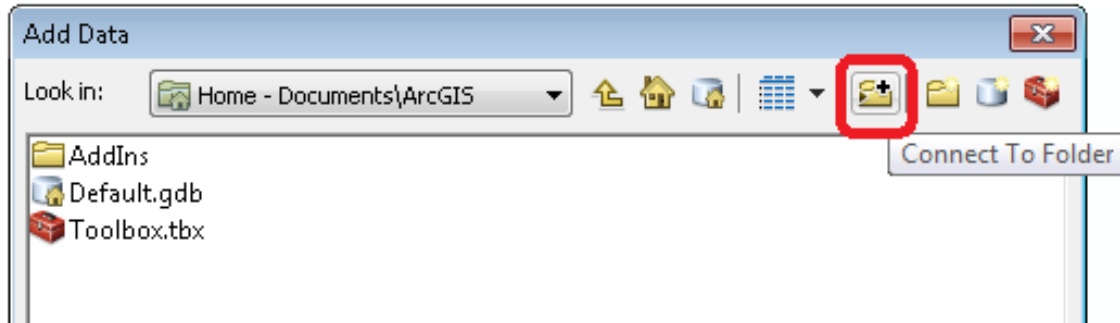 Add Data
Look in: Home - Documents\ArcGIS
Connect To Folder
AddIns
Default.gdb
Toolbox.tbx